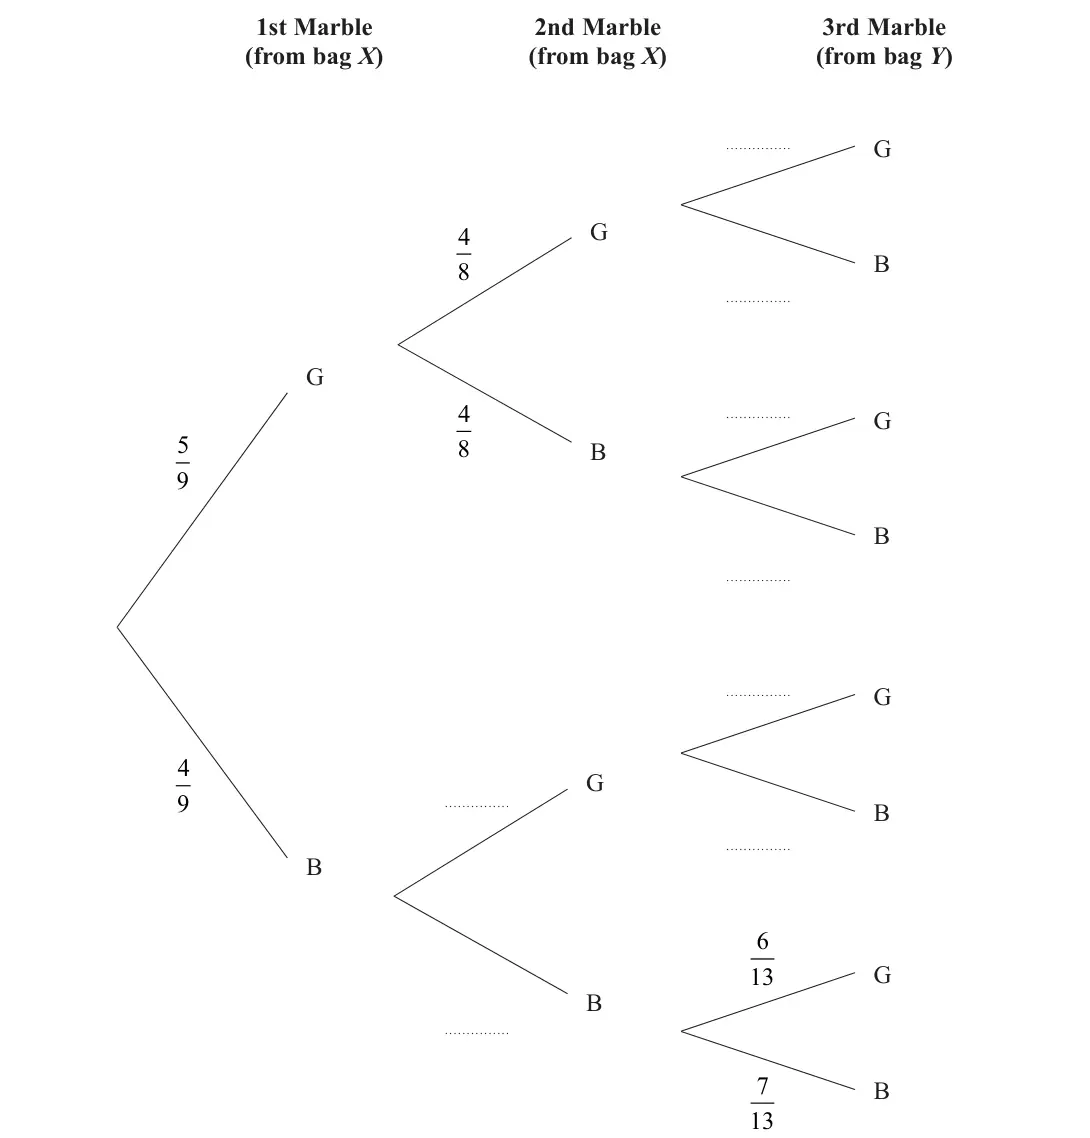 1st Marble
(from bag X)
2nd Marble
(from bag X)
3rd Marble
(from bag Y)
..............
G
4
8
G
B
..............
G
4
8
..............
G
5
9
B
B
..............
..............
G
4
9
G
..............
B
..............
B
6
13
G
B
..............
7
13
B